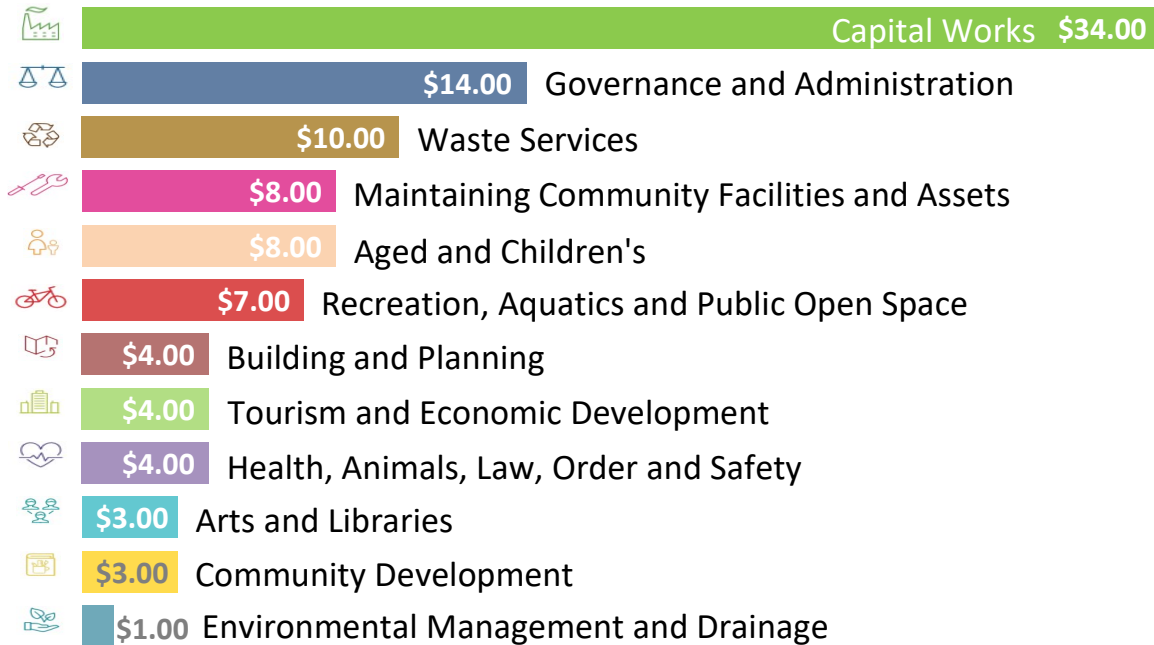 Capital Works $34.00
$14.00 Governance and Administration
$10.00 Waste Services
$8.00 Maintaining Community Facilities and Assets
$8.00 Aged and Children's
$7.00 Recreation, Aquatics and Public Open Space
$4.00 Building and Planning
$4.00 Tourism and Economic Development
$4.00 Health, Animals, Law, Order and Safety
$3.00 Arts and Libraries
$3.00 Community Development
$1.00 Environmental Management and Drainage